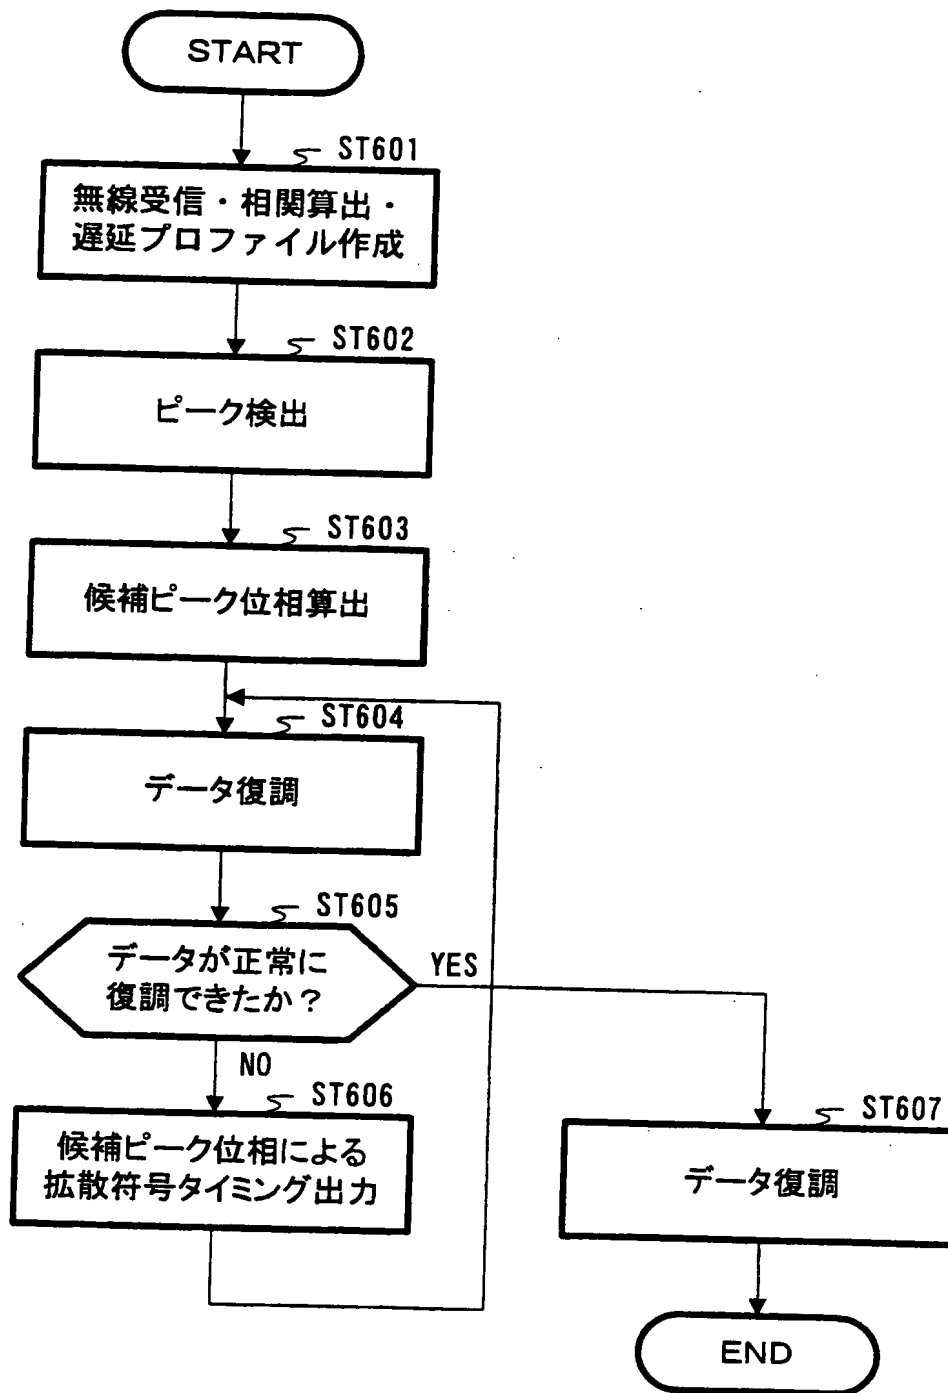 START
ST601
無線受信・相関算出・
遅延プロファイル作成
ST602
ピーク検出
ST603
候補ピーク位相算出
ST604
データ復調
ST605
データが正常に
復調できたか？
YES
NO
ST606
候補ピーク位相による
拡散符号タイミング出力
ST607
データ復調
END